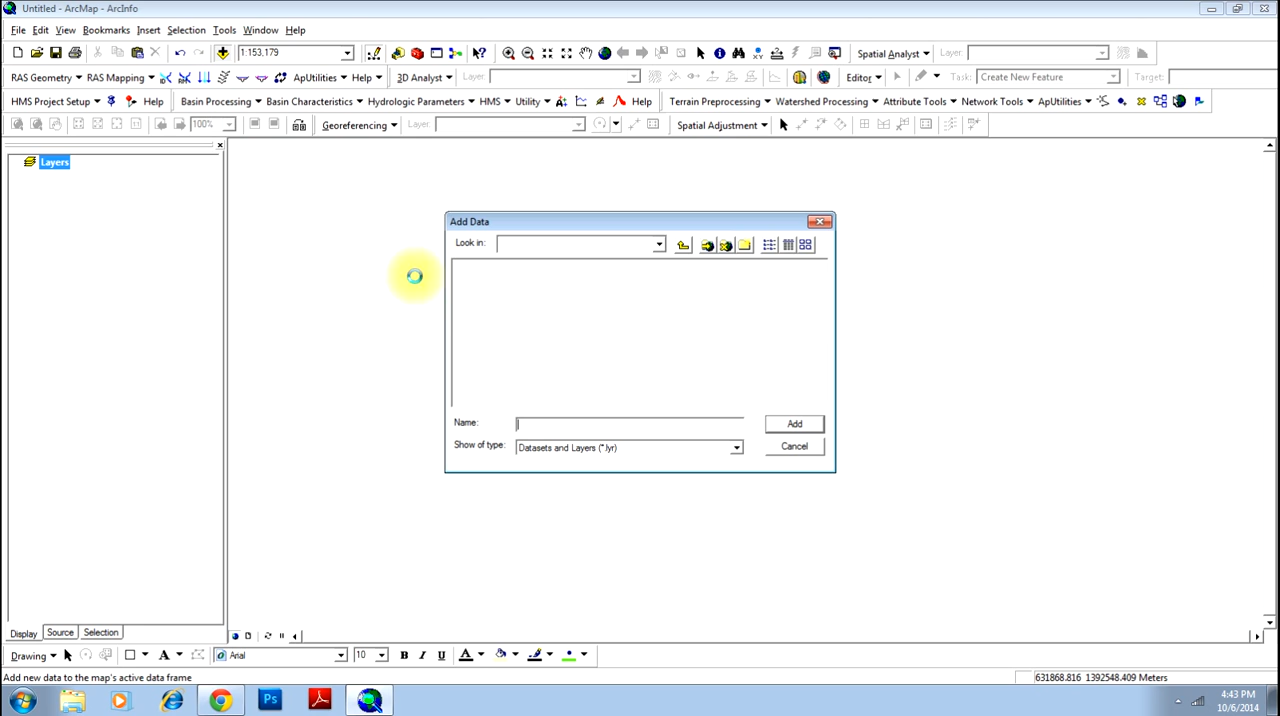 Untitled - ArcMap - ArcInfo
File Edit View Bookmarks Insert Selection Tools Window Help
1:153,179 Spatial Analyst Layer:
RAS Geometry RAS Mapping ApUtilities Help 3D Analyst Layer: Editor Task: Create New Feature Target:
HMS Project Setup Help Basin Processing Basin Characteristics Hydrologic Parameters HMS Utility Help Terrain Preprocessing Watershed Processing Attribute Tools Network Tools ApUtilities
100% Georeferencing Layer: Spatial Adjustment
Layers
Add Data
Look in:
Name: Add
Show of type: Datasets and Layers (*.lyr) Cancel
Display Source Selection
Drawing A Arial 10 B I U A
Add new data to the map's active data frame 631868.816 1392548.409 Meters
Ps
4:43 PM
10/6/2014